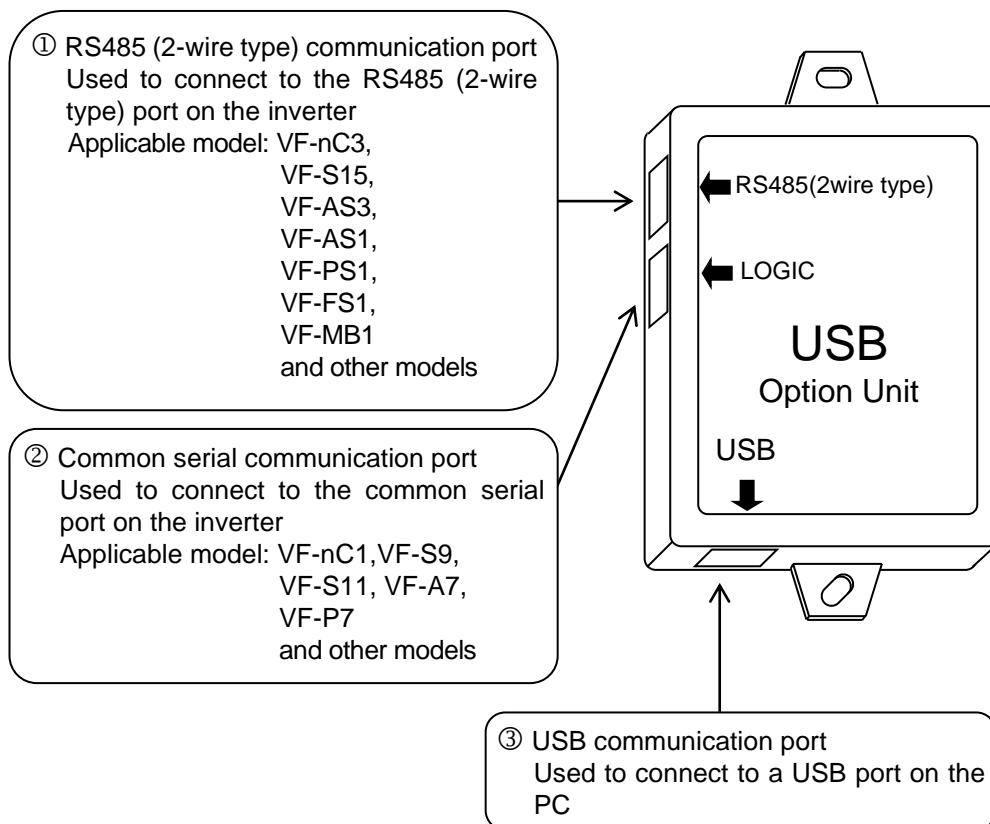 ① RS485 (2-wire type) communication port
Used to connect to the RS485 (2-wire
type) port on the inverter
Applicable model: VF-nC3,
VF-S15,
VF-AS3,
VF-AS1,
VF-PS1,
VF-FS1,
VF-MB1
and other models
② Common serial communication port
Used to connect to the common serial
port on the inverter
Applicable model: VF-nC1,VF-S9,
VF-S11, VF-A7,
VF-P7
and other models
RS485(2wire type)
LOGIC
USB
Option Unit
USB
③ USB communication port
Used to connect to a USB port on the
PC